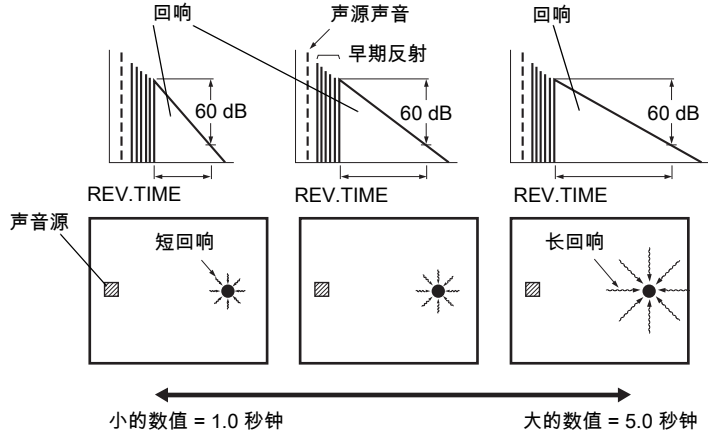 回响
声源声音
回响
早期反射
60 dB
60 dB
60 dB
REV.TIME
REV.TIME
REV.TIME
声音源
短回响
长回响
小的数值 = 1.0 秒钟
大的数值 = 5.0 秒钟